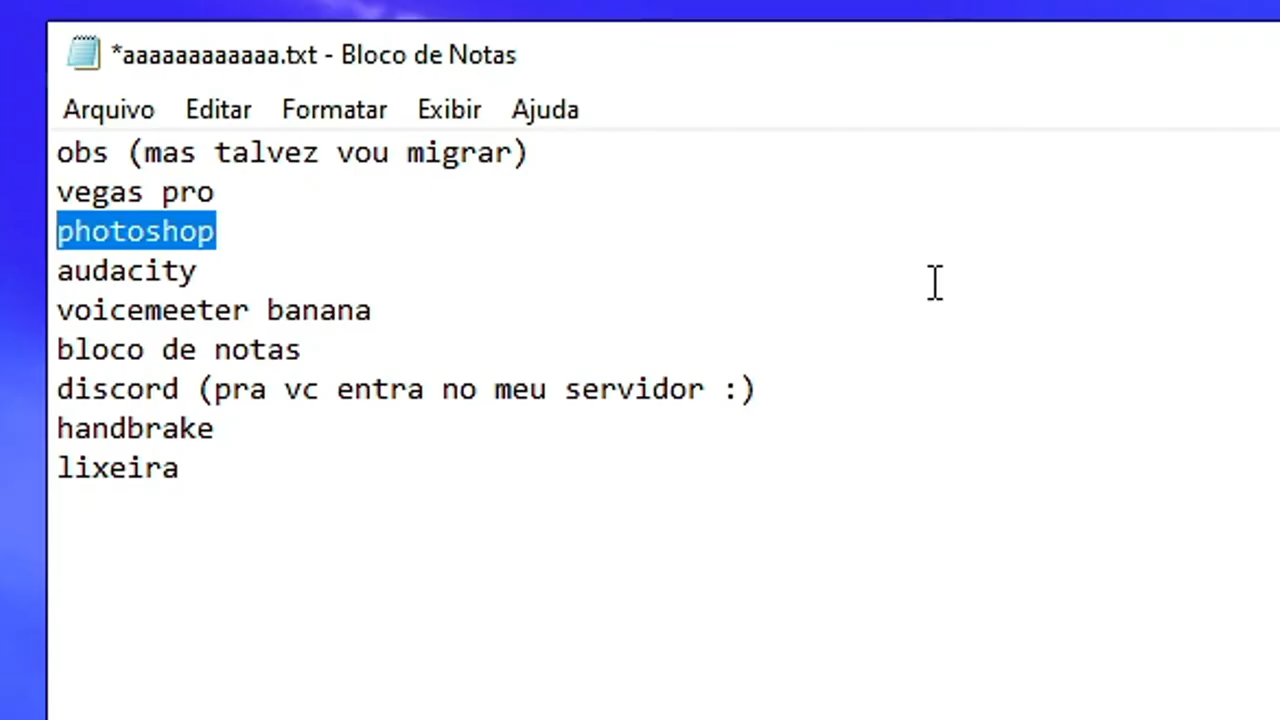 *aaaaaaaaaaaa.txt - Bloco de Notas
Arquivo Editar Formatar Exibir Ajuda
obs (mas talvez vou migrar)
vegas pro
photoshop
audacity
voicemeeter banana
bloco de notas
discord (pra vc entra no meu servidor :)
handbrake
lixeira